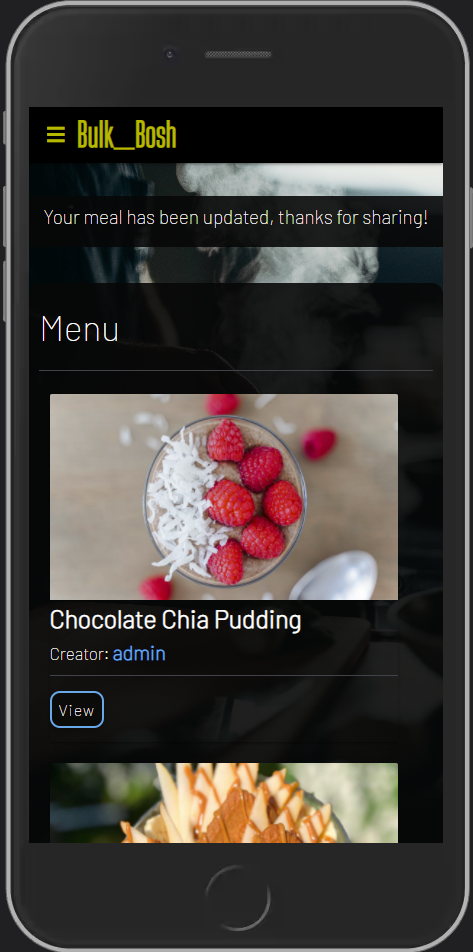 Bulk_Bosh
Your meal has been updated, thanks for sharing!
Menu
Chocolate Chia Pudding
Creator: admin
View